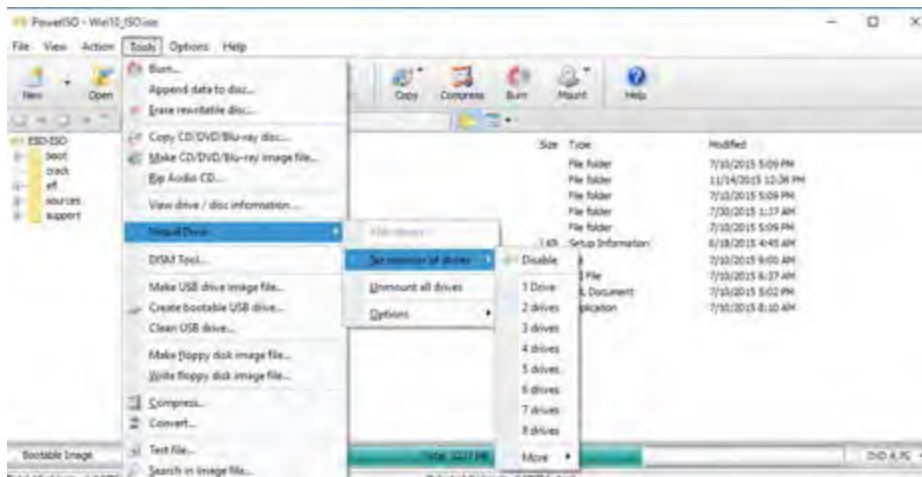 PowerISO - Win10_ISO.iso
File View Action Tools Options Help
New Open Copy Compress Burn Mount Help
ESD-ISO
boot
crack
efi
sources
support
Burn...
Append data to disc...
Erase rewritable disc...
Copy CD/DVD/Blu-ray disc...
Make CD/DVD/Blu-ray image file...
Rip Audio CD...
View drive / disc information...
Virtual Drive
DISM Tool...
Make USB drive image file...
Create bootable USB drive...
Clean USB drive...
Make floppy disk image file...
Write floppy disk image file...
Compress...
Convert...
Test file...
Search in Image file...
Set number of drives
Unmount all drives
Options
Disable
1 Drive
2 drives
3 drives
4 drives
5 drives
6 drives
7 drives
8 drives
More
Size Type Modified
File folder 7/10/2015 5:09 PM
File folder 11/14/2015 12:36 PM
File folder 7/10/2015 5:09 PM
File folder 7/30/2015 1:37 AM
File folder 7/10/2015 5:09 PM
Setup Information 6/18/2015 4:45 AM
7/10/2015 9:00 AM
File 7/10/2015 6:37 AM
Document 7/10/2015 5:02 PM
7/10/2015 8:10 AM
Bootable Image